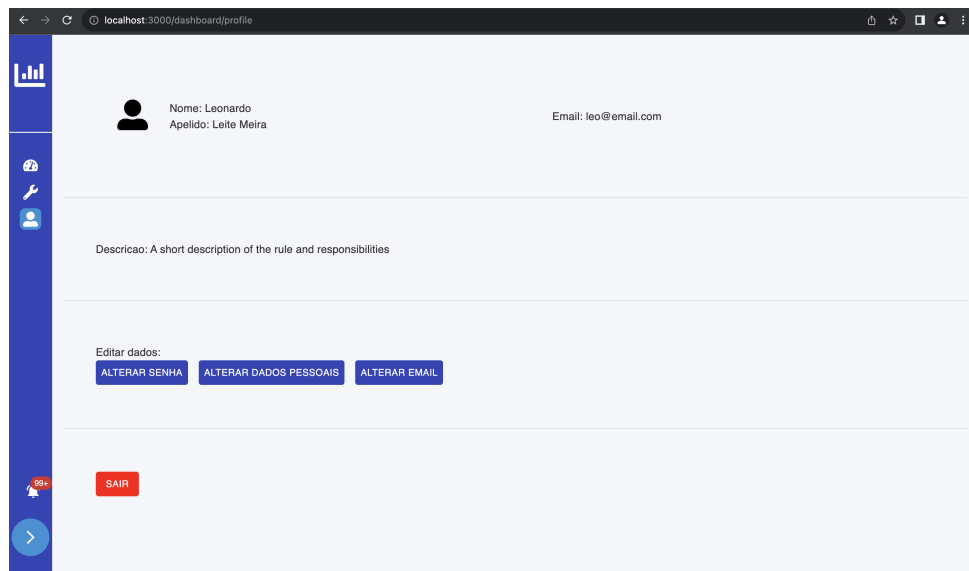 localhost:3000/dashboard/profile
Nome: Leonardo
Apelido: Leite Meira
Email: leo@email.com
Descricao: A short description of the rule and responsibilities
Editar dados:
ALTERAR SENHA
ALTERAR DADOS PESSOAIS
ALTERAR EMAIL
99+
SAIR